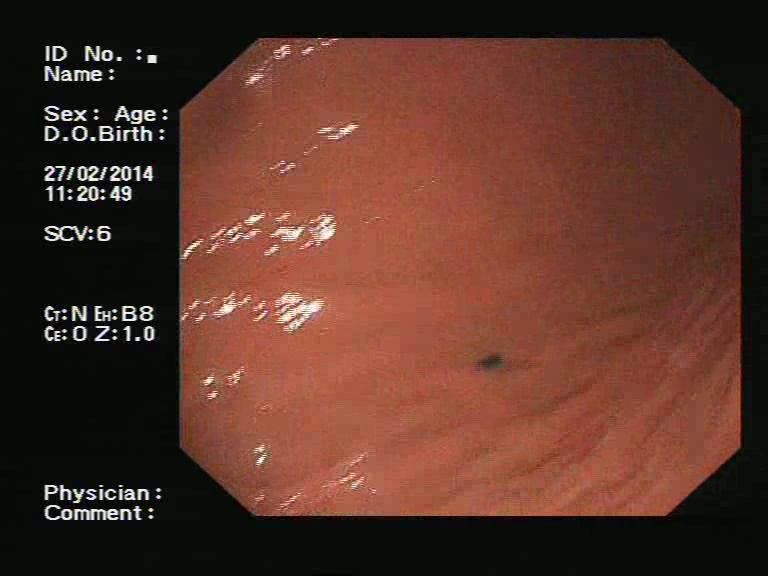 ID No. :
Name:
Sex: Age:
D.O.Birth:
27/02/2014
11:20:49
SCV:6
CT:N EH:B8
CE:0 Z:1.0
Physician:
Comment: